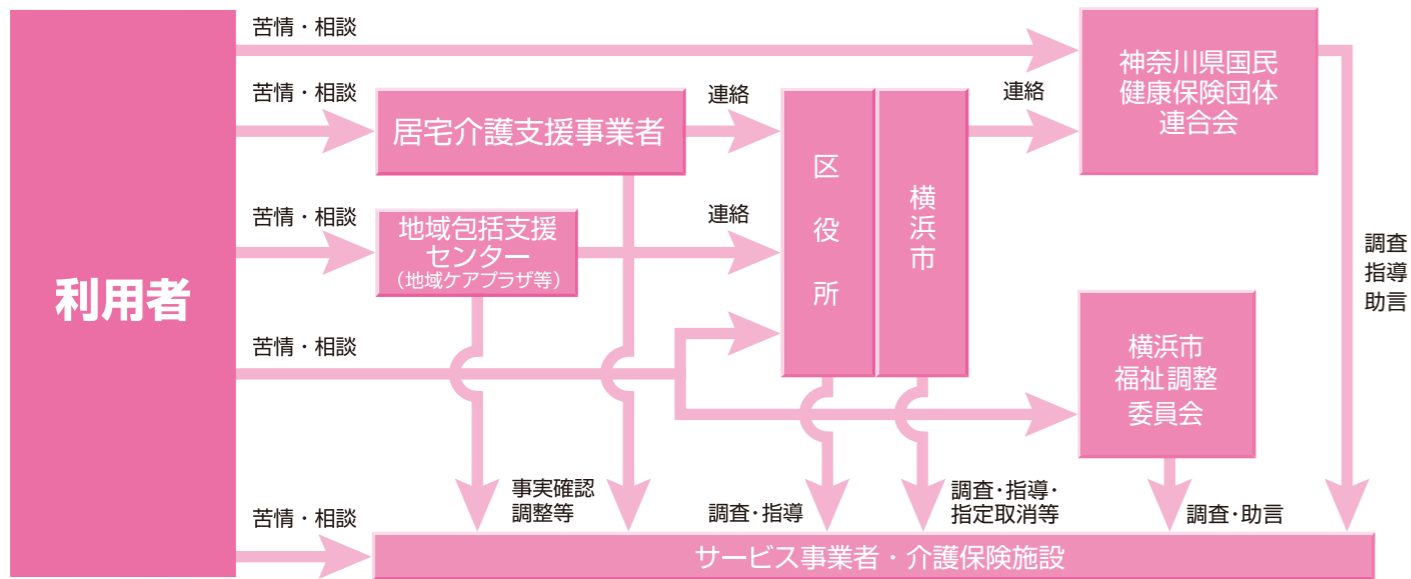 利用者
苦情・相談
苦情・相談
苦情・相談
苦情・相談
苦情・相談
居宅介護支援事業者
地域包括支援
センター
（地域ケアプラザ等）
連絡
連絡
区役所
横浜市
連絡
神奈川県国民
健康保険団体
連合会
調査
指導
助言
横浜市
福祉調整
委員会
事実確認
調整等
調査・指導
調査・指導・
指定取消等
調査・助言
サービス事業者・介護保険施設